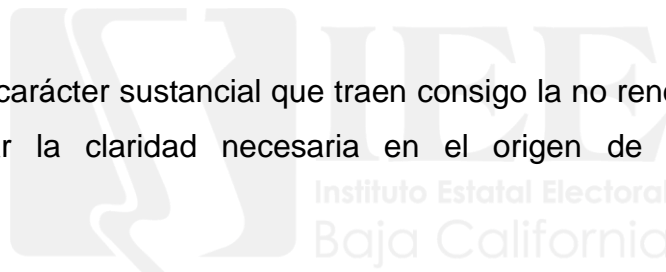 carácter sustancial que traen consigo la no
la claridad necesaria en el origen de
IEE
Instituto Estatal Electoral
Baja California